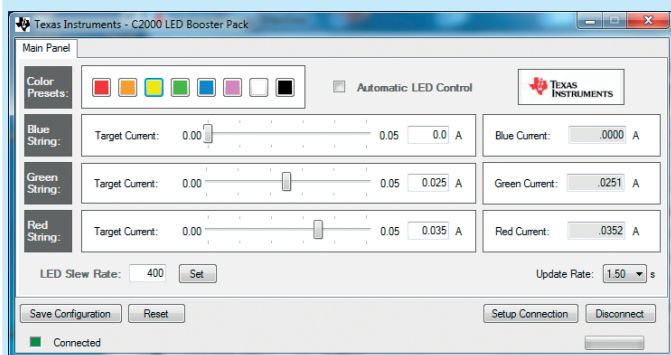 Texas Instruments - C2000 LED Booster Pack
Main Panel
Color Presets:
Automatic LED Control
TEXAS INSTRUMENTS
Blue String:
Target Current: 0.00 0.05 0.0 A
Blue Current: .0000 A
Green String:
Target Current: 0.00 0.05 0.025 A
Green Current: .0251 A
Red String:
Target Current: 0.00 0.05 0.035 A
Red Current: .0352 A
LED Slew Rate: 400 Set
Update Rate: 1.50 s
Save Configuration Reset
Setup Connection Disconnect
Connected